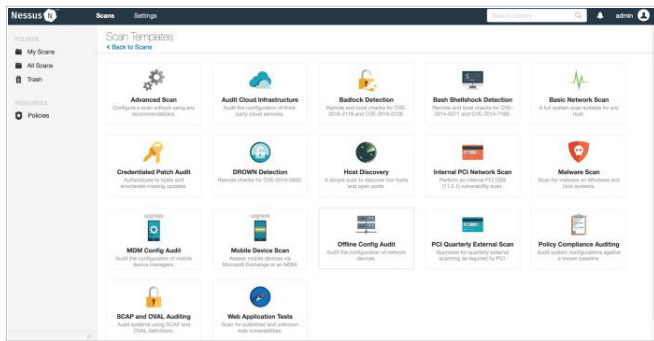 Nessus N
Scans
Settings
Search Library
admin
FOLDERS
My Scans
All Scans
Trash
RESOURCES
Policies
Scan Templates
< Back to Scans
Advanced Scan
Configure a scan without using any
recommendations.
Audit Cloud Infrastructure
Audit the configuration of third-
party cloud services.
Badlock Detection
Remote and local checks for CVE-
2016-2118 and CVE-2016-0128.
Bash Shellshock Detection
Remote and local checks for CVE-
2014-6271 and CVE-2014-7169.
Basic Network Scan
A full system scan suitable for any
host.
Credentialed Patch Audit
Authenticate to hosts and
enumerate missing updates.
DROWN Detection
Remote checks for CVE-2016-0800.
Host Discovery
A simple scan to discover live hosts
and open ports.
Internal PCI Network Scan
Perform an internal PCI DSS
(11.2.1) vulnerability scan.
Malware Scan
Scan for malware on Windows and
Unix systems.
upgrade
MDM Config Audit
Audit the configuration of mobile
device managers.
upgrade
Mobile Device Scan
Assess mobile devices via
Microsoft Exchange or an MDM.
Offline Config Audit
Audit the configuration of network
devices.
PCI Quarterly External Scan
Approved for quarterly external
scanning as required by PCI.
Policy Compliance Auditing
Audit system configurations against
a known baseline.
SCAP and OVAL Auditing
Audit systems using SCAP and
OVAL definitions.
Web Application Tests
Scan for published and unknown
web vulnerabilities.